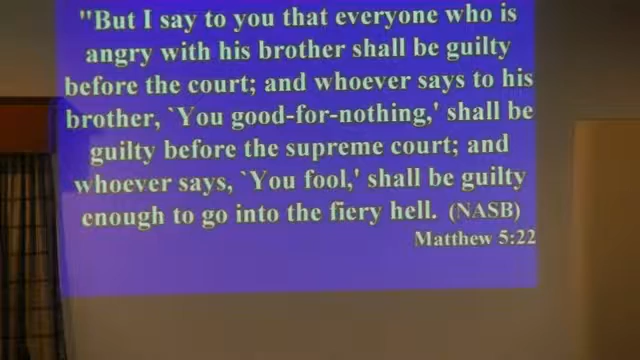 "But I say to you that everyone who is
angry with his brother shall be guilty
before the court; and whoever says to his
brother, `You good-for-nothing,' shall be
guilty before the supreme court; and
whoever says, `You fool,' shall be guilty
enough to go into the fiery hell. (NASB)
Matthew 5:22